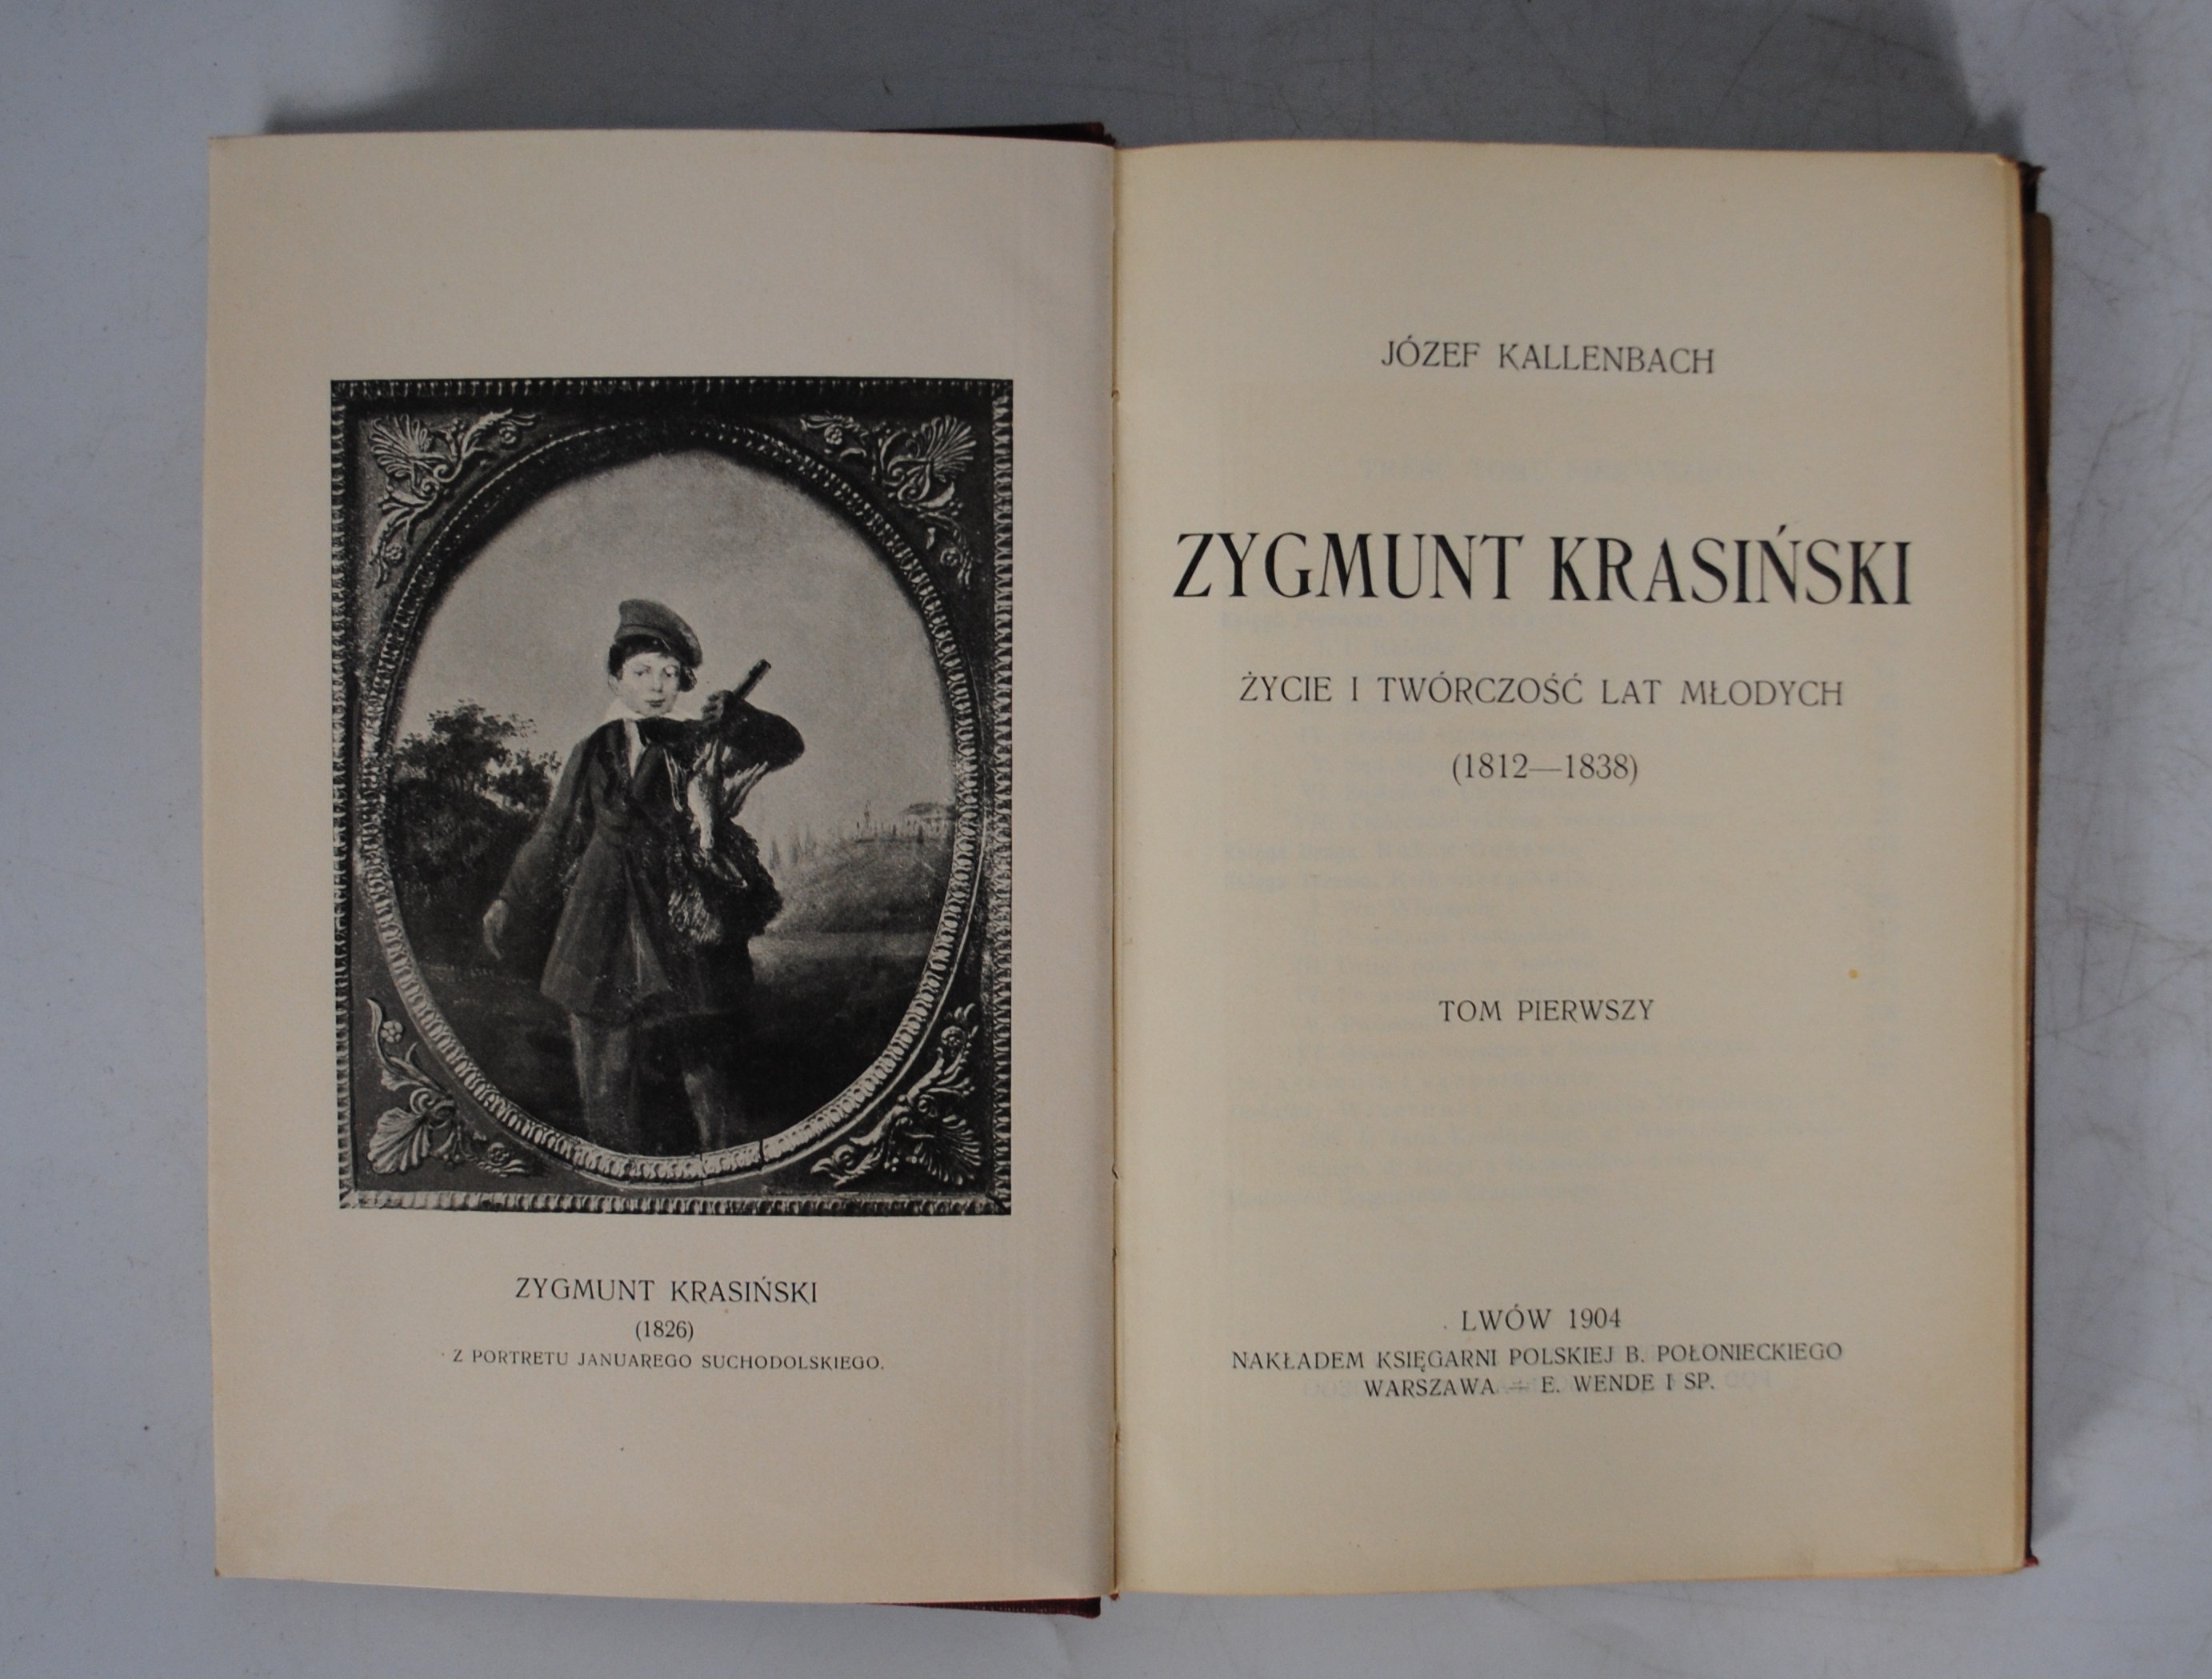 ZYGMUNT KRASIŃSKI
(1826)
Z PORTRETU JANUAREGO SUCHODOLSKIEGO.
JÓZEF KALLENBACH
ZYGMUNT KRASIŃSKI
ŻYCIE I TWÓRCZOŚĆ LAT MŁODYCH
(1812—1838)
TOM PIERWSZY
LWÓW 1904
NAKŁADEM KSIĘGARNI POLSKIEJ B. POŁONIECKIEGO
WARSZAWA — E. WENDE I SP.